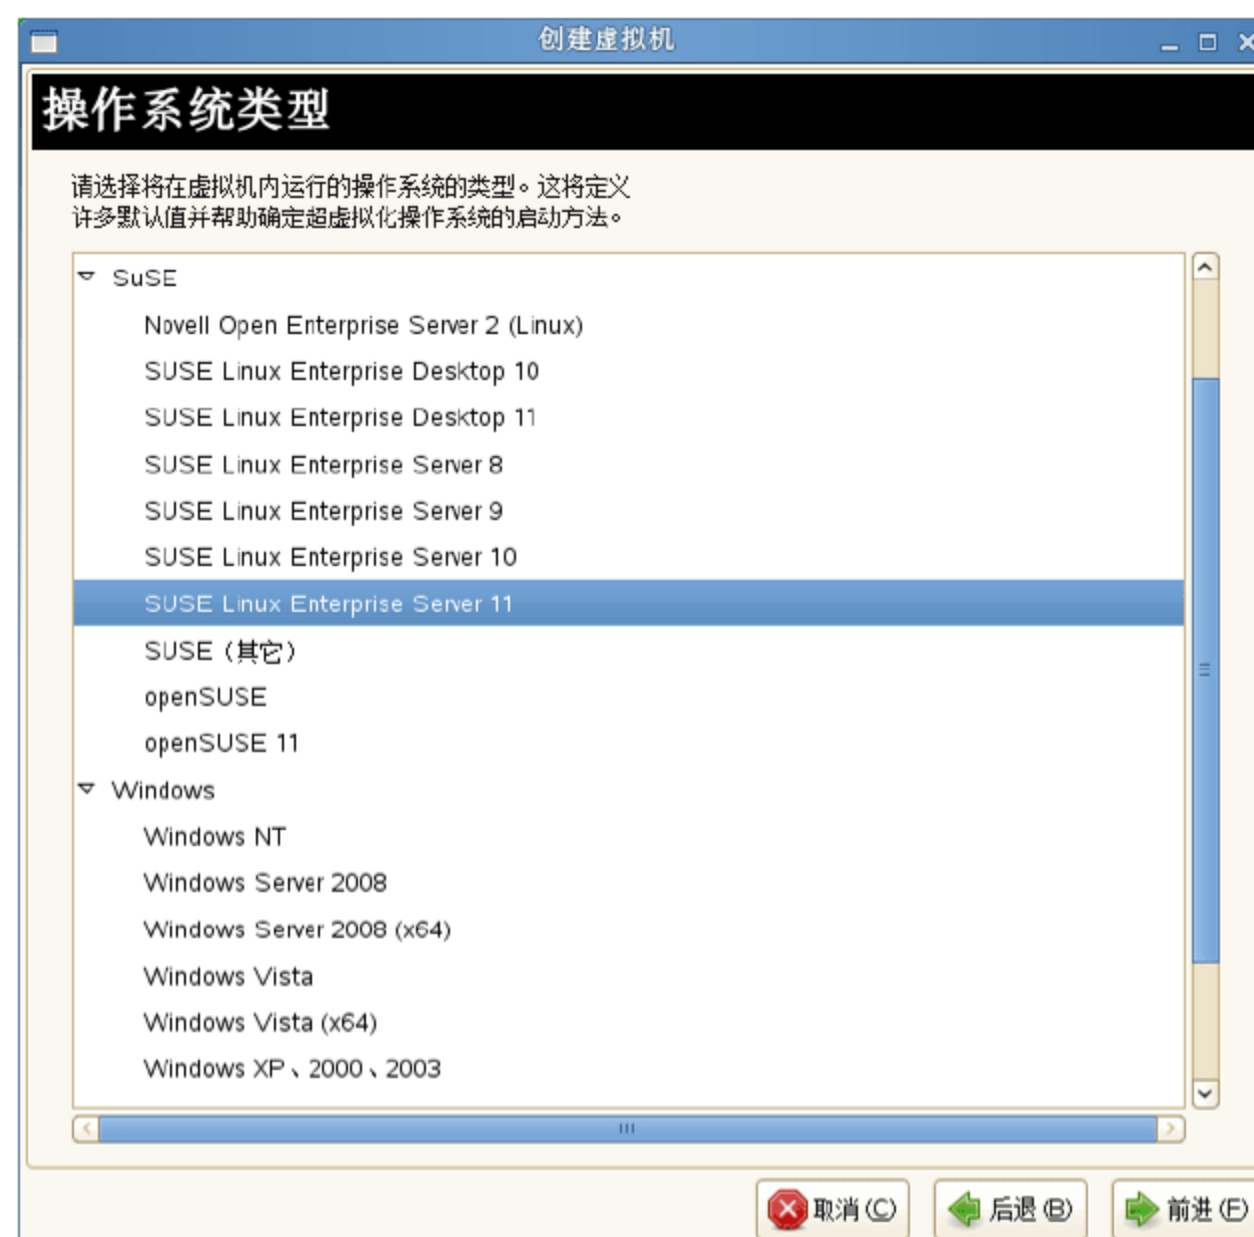 创建虚拟机
操作系统类型
请选择将在虚拟机内运行的操作系统的类型。这将定义
许多默认值并帮助确定超虚拟化操作系统的启动方法。
SuSE
Novell Open Enterprise Server 2 (Linux)
SUSE Linux Enterprise Desktop 10
SUSE Linux Enterprise Desktop 11
SUSE Linux Enterprise Server 8
SUSE Linux Enterprise Server 9
SUSE Linux Enterprise Server 10
SUSE Linux Enterprise Server 11
SUSE（其它）
openSUSE
openSUSE 11
Windows
Windows NT
Windows Server 2008
Windows Server 2008 (x64)
Windows Vista
Windows Vista (x64)
Windows XP、2000、2003
取消(C) 后退(B) 前进(F)